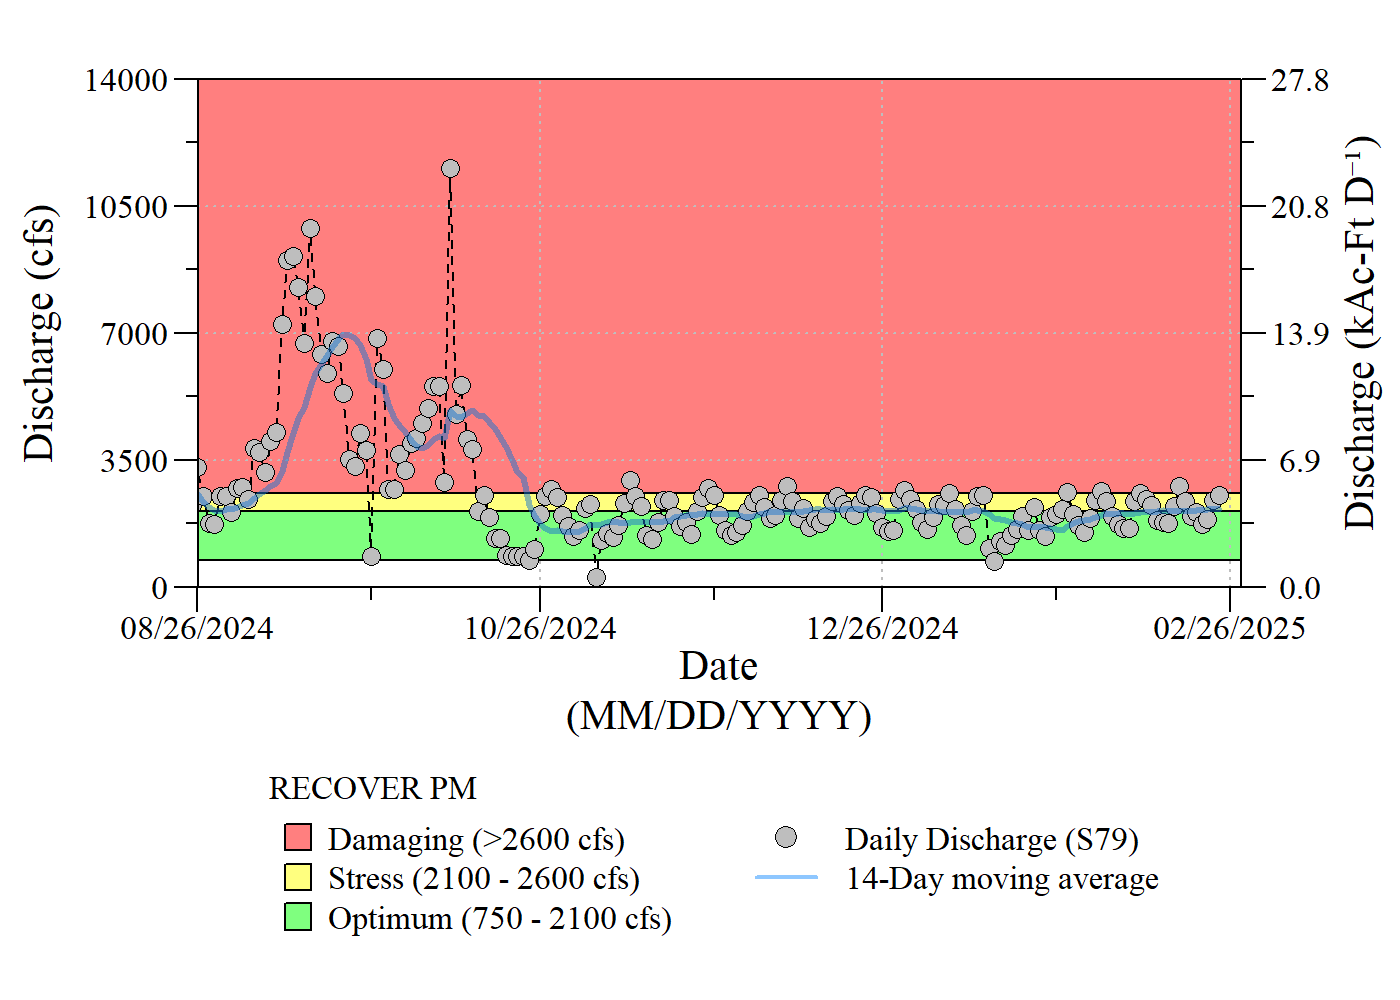 14000
10500
7000
3500
0
Discharge (cfs)
27.8
20.8
13.9
6.9
0.0
Discharge (kAc-Ft D⁻¹)
08/26/2024 10/26/2024 12/26/2024 02/26/2025
Date
(MM/DD/YYYY)
RECOVER PM
Damaging (>2600 cfs)
Stress (2100 - 2600 cfs)
Optimum (750 - 2100 cfs)
Daily Discharge (S79)
14-Day moving average